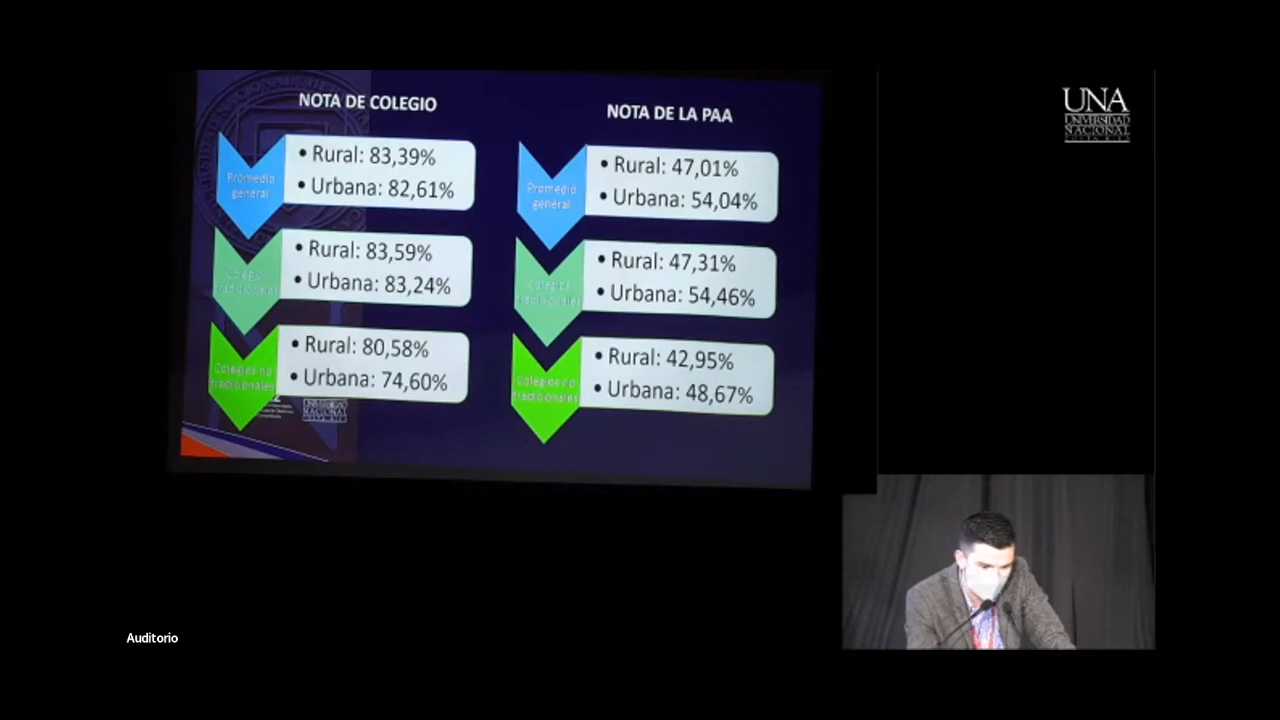 NOTA DE COLEGIO
Promedio
general
• Rural: 83,39%
• Urbana: 82,61%
Colegios
tradicionales
• Rural: 83,59%
• Urbana: 83,24%
Colegios no
tradicionales
• Rural: 80,58%
• Urbana: 74,60%
NOTA DE LA PAA
Promedio
general
• Rural: 47,01%
• Urbana: 54,04%
Colegios
tradicionales
• Rural: 47,31%
• Urbana: 54,46%
Colegios no
tradicionales
• Rural: 42,95%
• Urbana: 48,67%
UNIVERSIDAD
NACIONAL
UNA
UNIVERSIDAD
NACIONAL
Auditorio